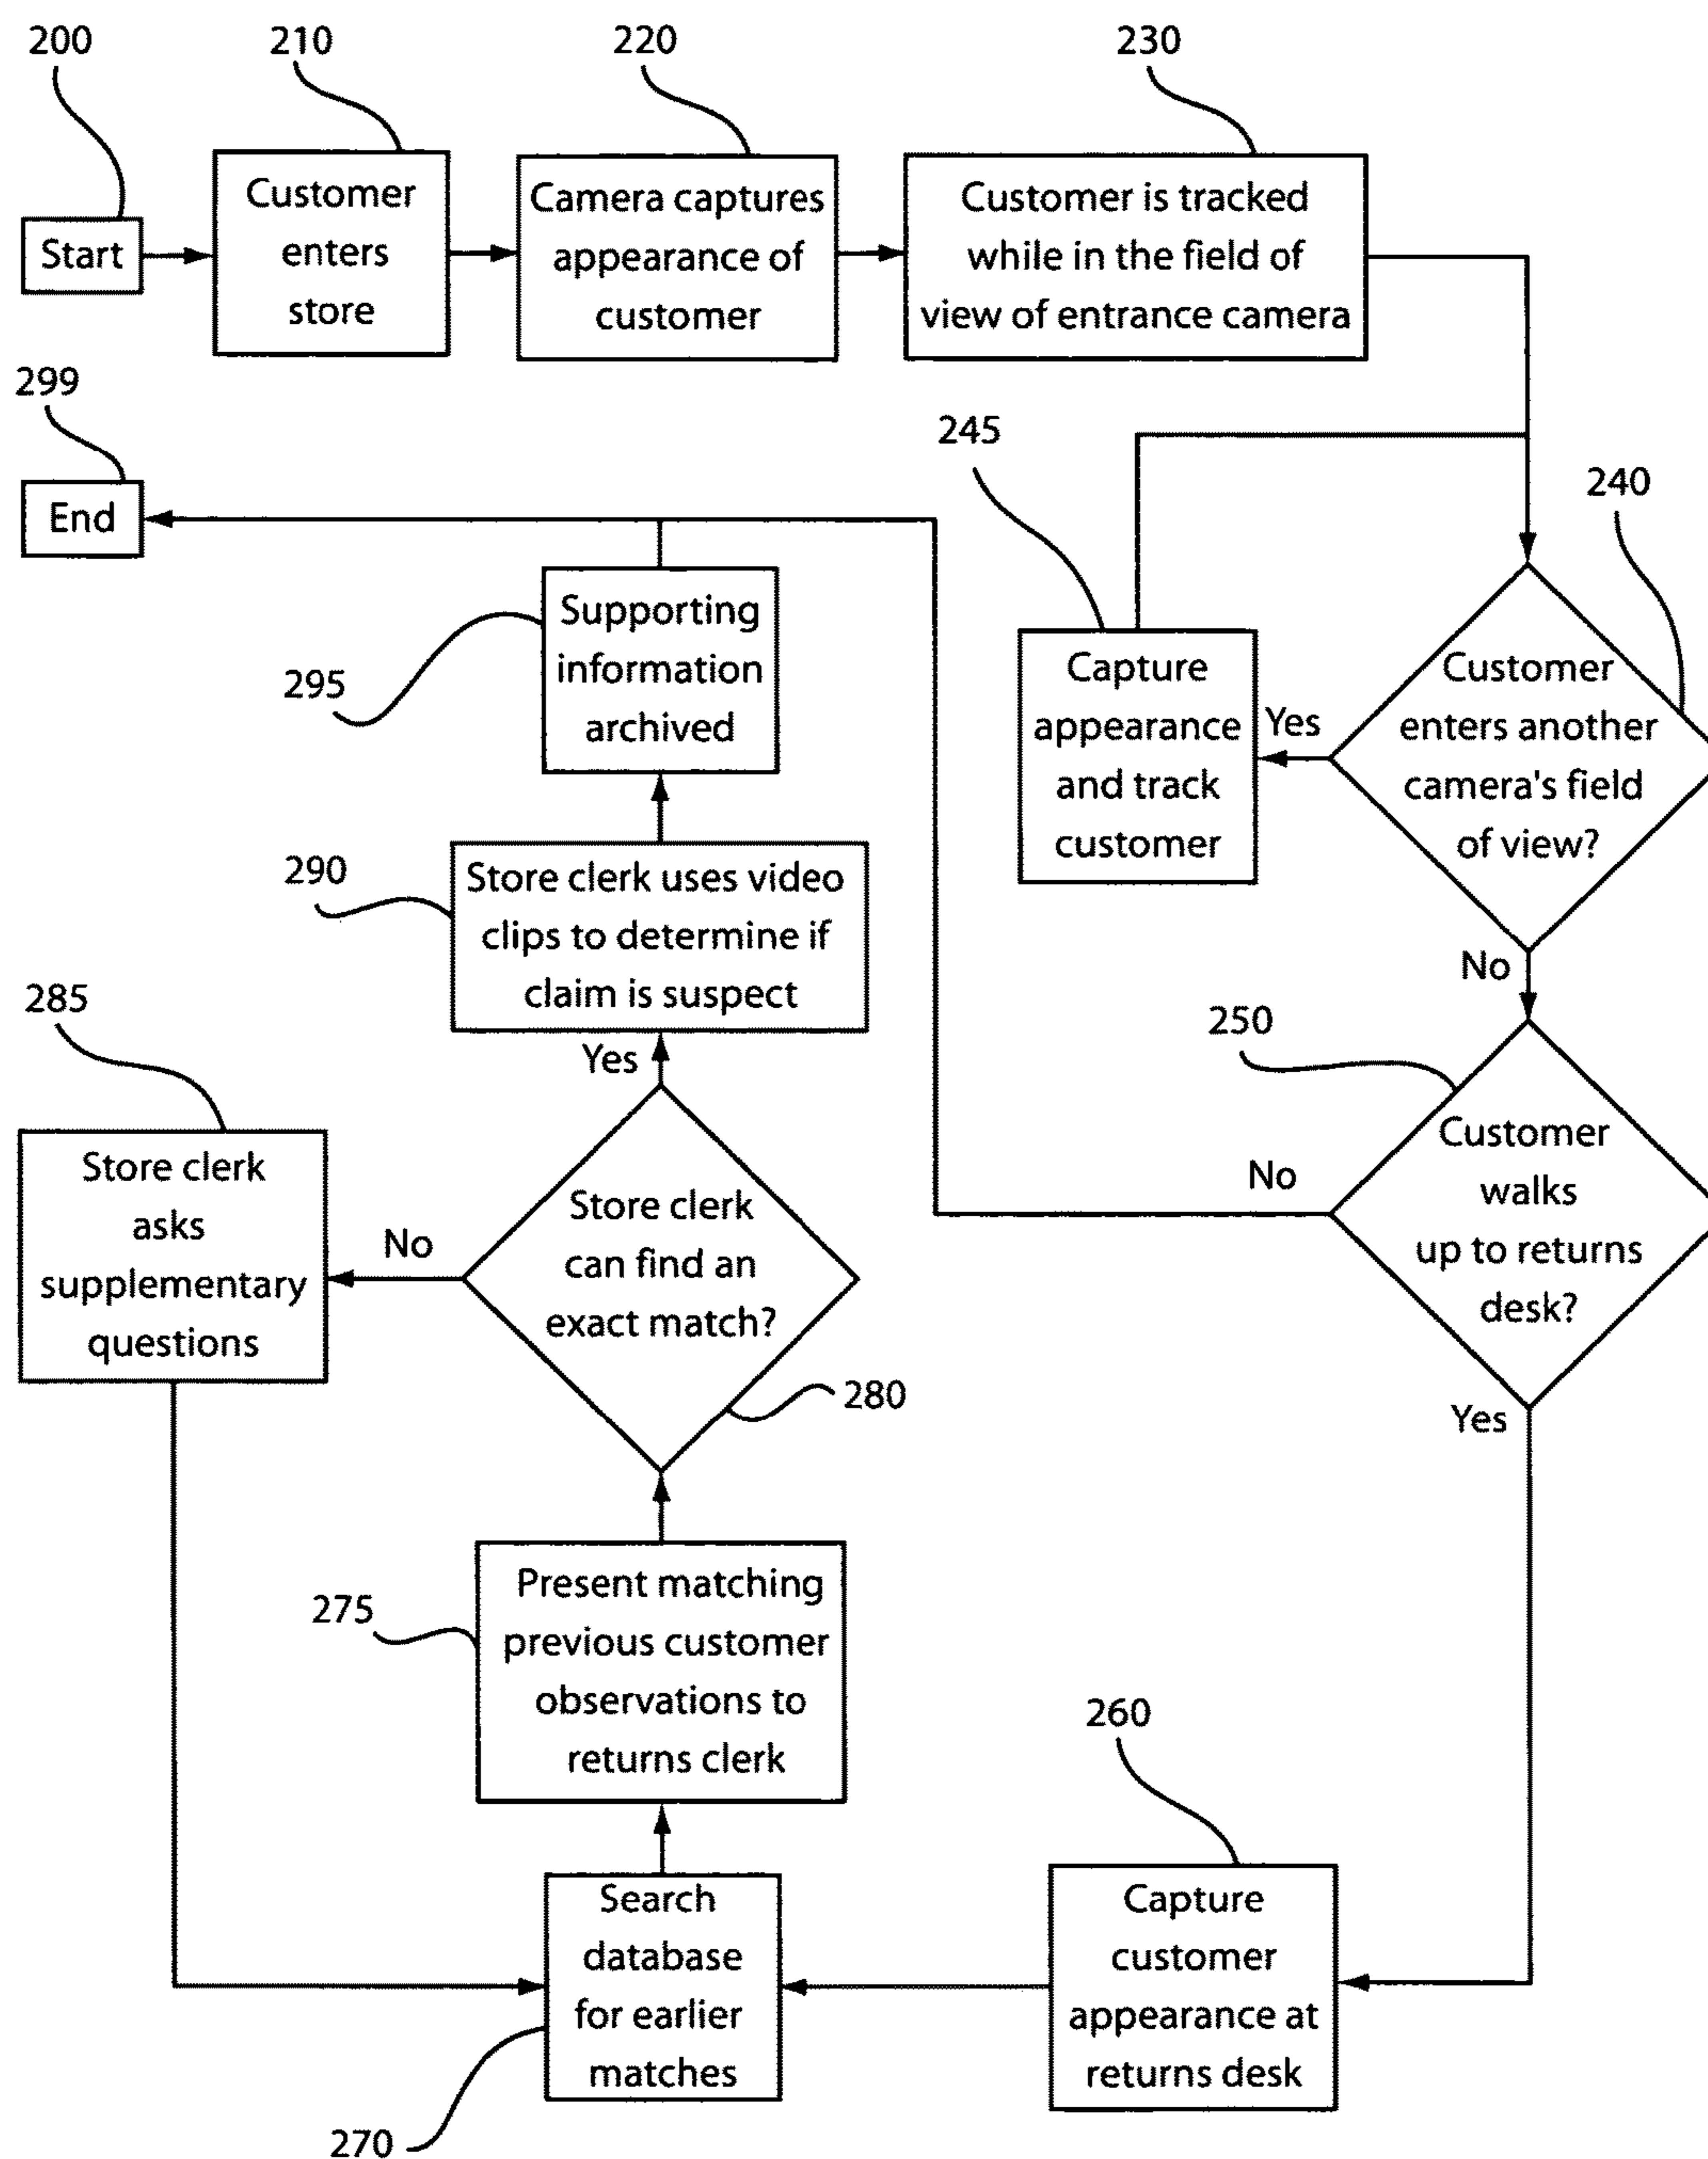 200
210
220
230
Start
Customer
enters
store
Camera captures
appearance of
customer
Customer is tracked
while in the field of
view of entrance camera
299
End
245
240
Capture
appearance
and track
customer
Yes
Customer
enters another
camera's field
of view?
No
295
Supporting
information
archived
290
Store clerk uses video
clips to determine if
claim is suspect
250
Customer
walks
up to returns
desk?
No
Yes
285
Store clerk
asks
supplementary
questions
No
Yes
Store clerk
can find an
exact match?
280
275
Present matching
previous customer
observations to
returns clerk
260
Capture
customer
appearance at
returns desk
Search
database
for earlier
matches
270